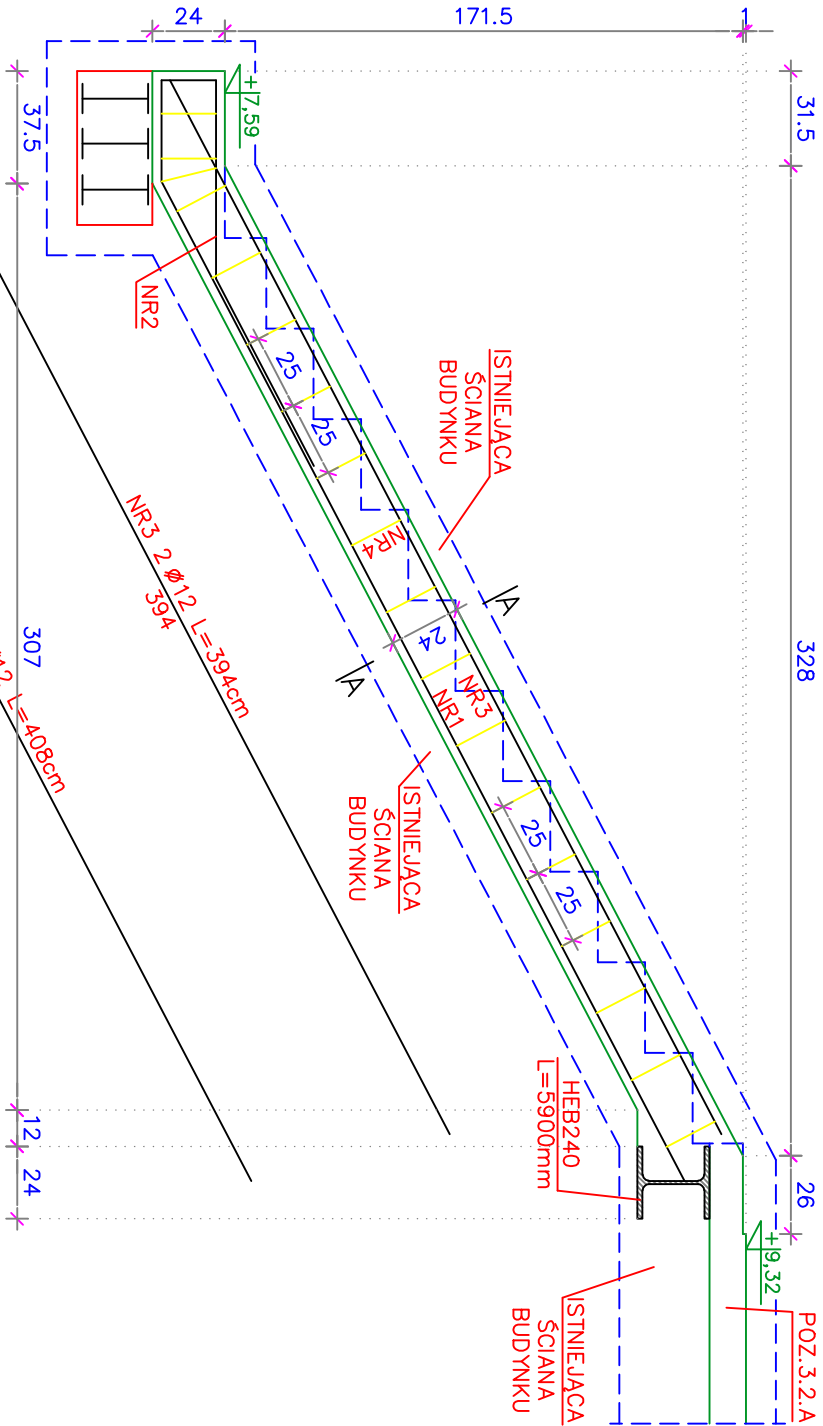 24
171.5
1
37.5
31.5
+7,59
NR2
25
25
ISTNIEJĄCA
ŚCIANA
BUDYNKU
NR4
A
24
A
NR3
NR1
328
307
NR3 2 Ø12 L=394cm
394
12 L=408cm
ISTNIEJĄCA
ŚCIANA
BUDYNKU
25
25
HEB240
L=5900mm
12
24
26
+9,32
POZ.3.2.A
ISTNIEJĄCA
ŚCIANA
BUDYNKU